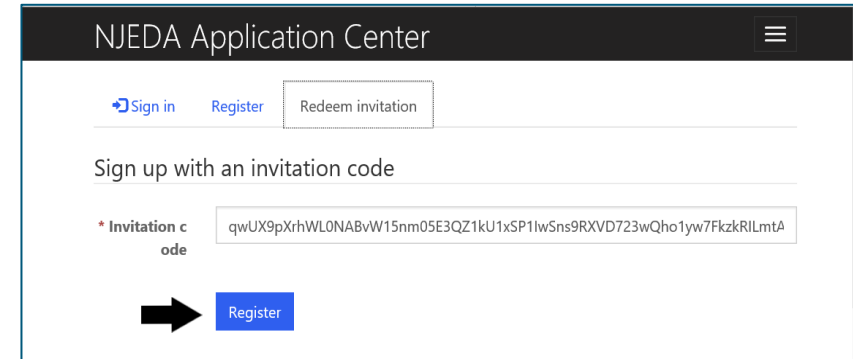 NJEDA Application Center
Sign in Register Redeem invitation
Sign up with an invitation code
* Invitation c
ode
qwUX9pXrhWL0NABvW15nm05E3QZ1kU1xSP1IwSns9RXVD723wQho1yw7FkzkRILmtA
Register